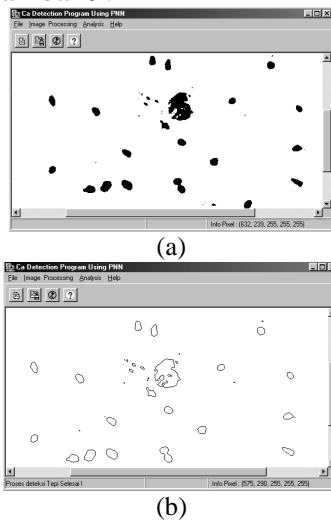 Ca Detection Program Using PNN
File Image Processing Analysis Help
Info Pixel : (632, 239, 255, 255, 255)
(a)
Ca Detection Program Using PNN
File Image Processing Analysis Help
Proses deteksi Tepi Selesai !
Info Pixel : (575, 290, 255, 255, 255)
(b)